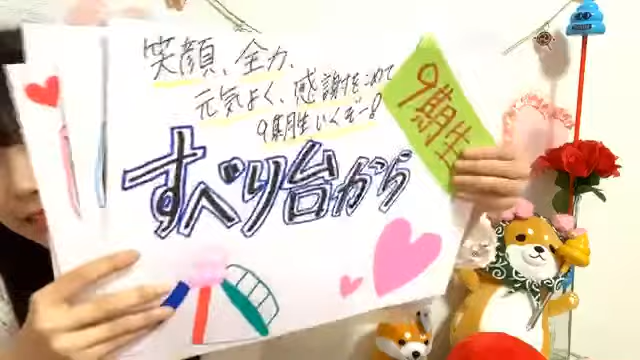 笑顔、全力、
元気よく、感謝をこめて
9期生いくぞー!
すべり台から
9期生